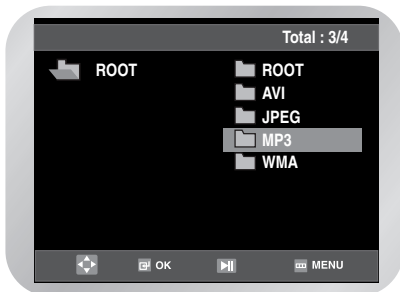 Total : 3/4
ROOT
ROOT
AVI
JPEG
MP3
WMA
OK
MENU